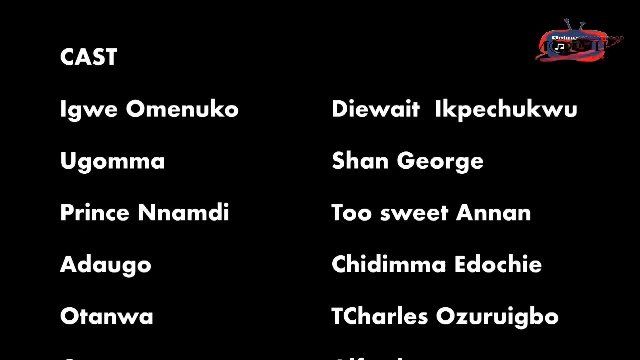 CAST
Igwe Omenuko Diewait Ikpechukwu
Ugomma Shan George
Prince Nnamdi Too sweet Annan
Adaugo Chidimma Edochie
Otanwa TCharles Ozuruigbo